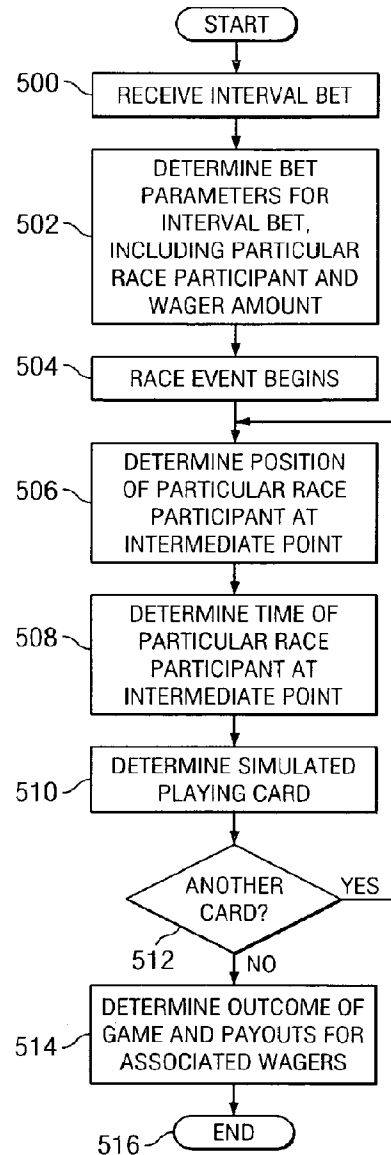 START
500
RECEIVE INTERVAL BET
502
DETERMINE BET
PARAMETERS FOR
INTERVAL BET,
INCLUDING PARTICULAR
RACE PARTICIPANT AND
WAGER AMOUNT
504
RACE EVENT BEGINS
506
DETERMINE POSITION
OF PARTICULAR RACE
PARTICIPANT AT
INTERMEDIATE POINT
508
DETERMINE TIME OF
PARTICULAR RACE
PARTICIPANT AT
INTERMEDIATE POINT
510
DETERMINE SIMULATED
PLAYING CARD
ANOTHER
CARD?
YES
512
NO
514
DETERMINE OUTCOME OF
GAME AND PAYOUTS FOR
ASSOCIATED WAGERS
516
END